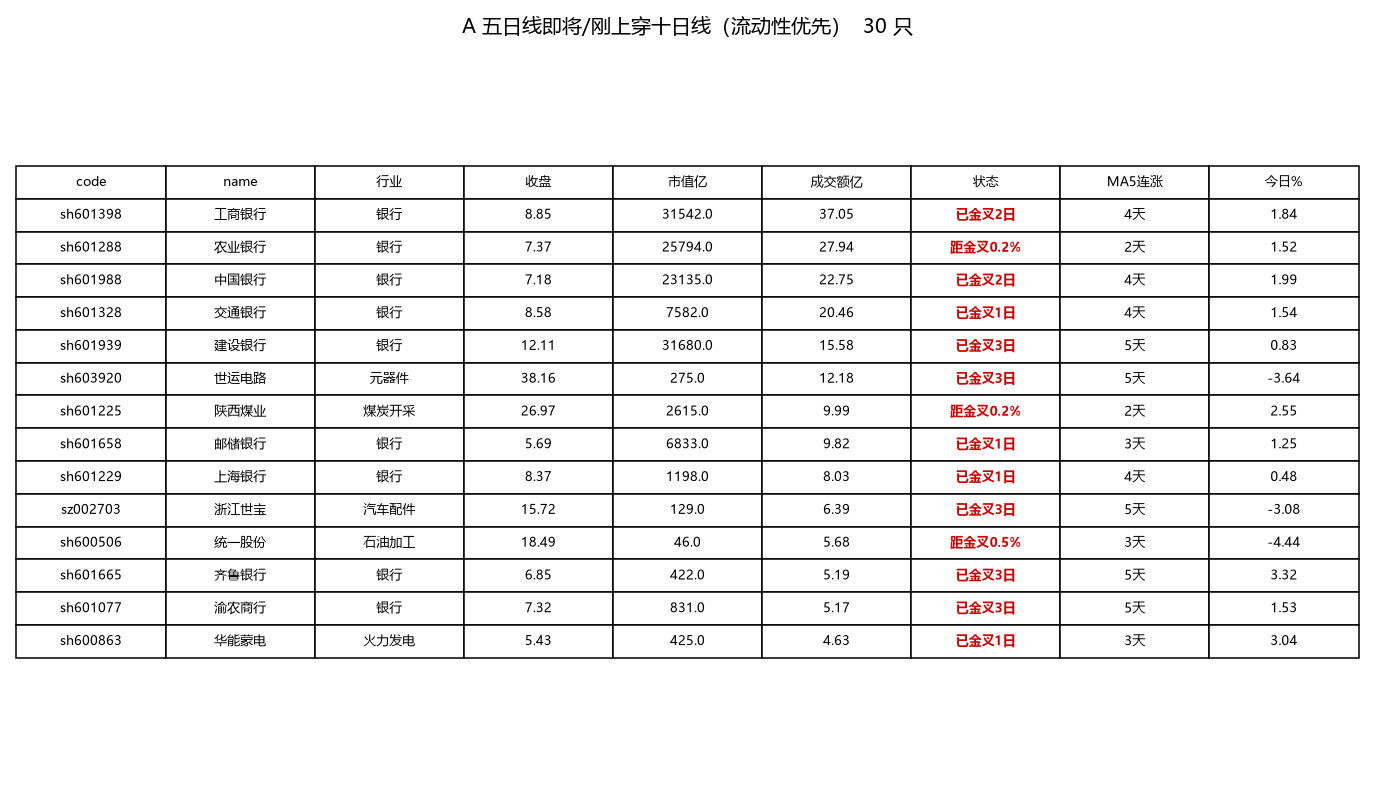 A 五日线即将/刚上穿十日线（流动性优先） 30 只
code name 行业 收盘 市值亿 成交额亿 状态 MA5连涨 今日%
sh601398 工商银行 银行 8.85 31542.0 37.05 已金叉2日 4天 1.84
sh601288 农业银行 银行 7.37 25794.0 27.94 距金叉0.2% 2天 1.52
sh601988 中国银行 银行 7.18 23135.0 22.75 已金叉2日 4天 1.99
sh601328 交通银行 银行 8.58 7582.0 20.46 已金叉1日 4天 1.54
sh601939 建设银行 银行 12.11 31680.0 15.58 已金叉3日 5天 0.83
sh603920 世运电路 元器件 38.16 275.0 12.18 已金叉3日 5天 -3.64
sh601225 陕西煤业 煤炭开采 26.97 2615.0 9.99 距金叉0.2% 2天 2.55
sh601658 邮储银行 银行 5.69 6833.0 9.82 已金叉1日 3天 1.25
sh601229 上海银行 银行 8.37 1198.0 8.03 已金叉1日 4天 0.48
sz002703 浙江世宝 汽车配件 15.72 129.0 6.39 已金叉3日 5天 -3.08
sh600506 统一股份 石油加工 18.49 46.0 5.68 距金叉0.5% 3天 -4.44
sh601665 齐鲁银行 银行 6.85 422.0 5.19 已金叉3日 5天 3.32
sh601077 渝农商行 银行 7.32 831.0 5.17 已金叉3日 5天 1.53
sh600863 华能蒙电 火力发电 5.43 425.0 4.63 已金叉1日 3天 3.04